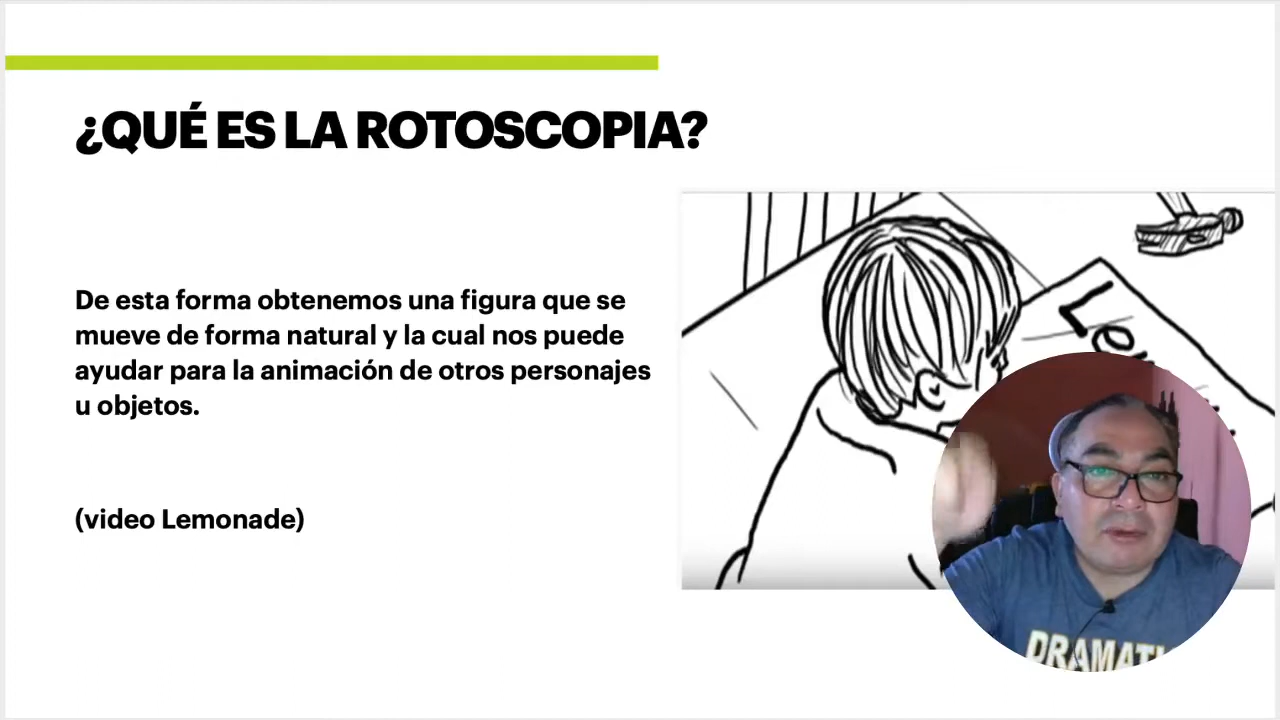 ¿QUÉ ES LA ROTOSCOPIA?
De esta forma obtenemos una figura que se
mueve de forma natural y la cual nos puede
ayudar para la animación de otros personajes
u objetos.
(video Lemonade)